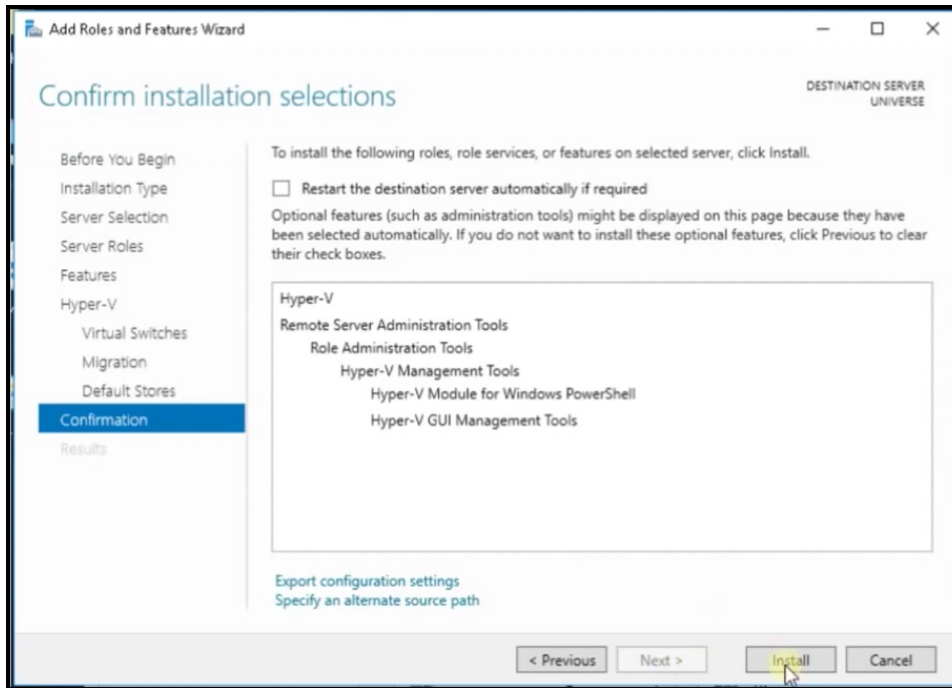 Add Roles and Features Wizard
Confirm installation selections
DESTINATION SERVER
UNIVERSE
Before You Begin
Installation Type
Server Selection
Server Roles
Features
Hyper-V
Virtual Switches
Migration
Default Stores
Confirmation
Results
To install the following roles, role services, or features on selected server, click Install.
Restart the destination server automatically if required
Optional features (such as administration tools) might be displayed on this page because they have
been selected automatically. If you do not want to install these optional features, click Previous to clear
their check boxes.
Hyper-V
Remote Server Administration Tools
Role Administration Tools
Hyper-V Management Tools
Hyper-V Module for Windows PowerShell
Hyper-V GUI Management Tools
Export configuration settings
Specify an alternate source path
< Previous
Next >
Install
Cancel